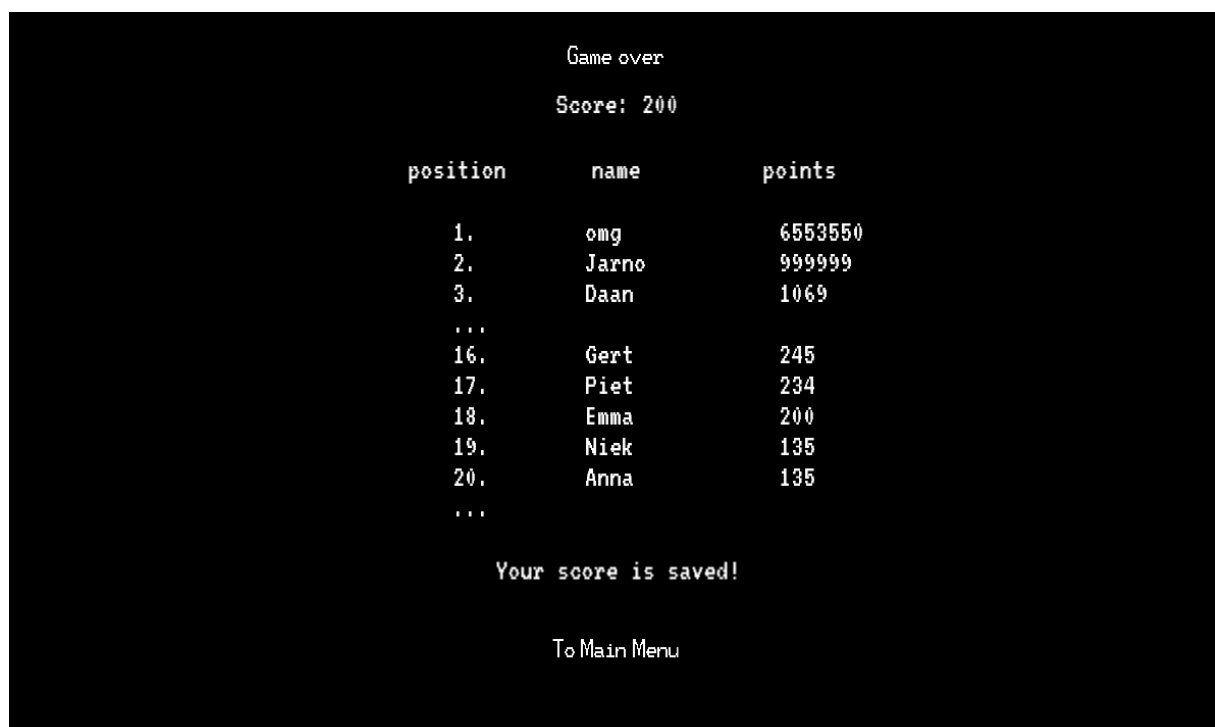 Game over
Score: 200
position name points
1. omg 6553550
2. Jarno 999999
3. Daan 1069
...
16. Gert 245
17. Piet 234
18. Emma 200
19. Niek 135
20. Anna 135
...
Your score is saved!
To Main Menu